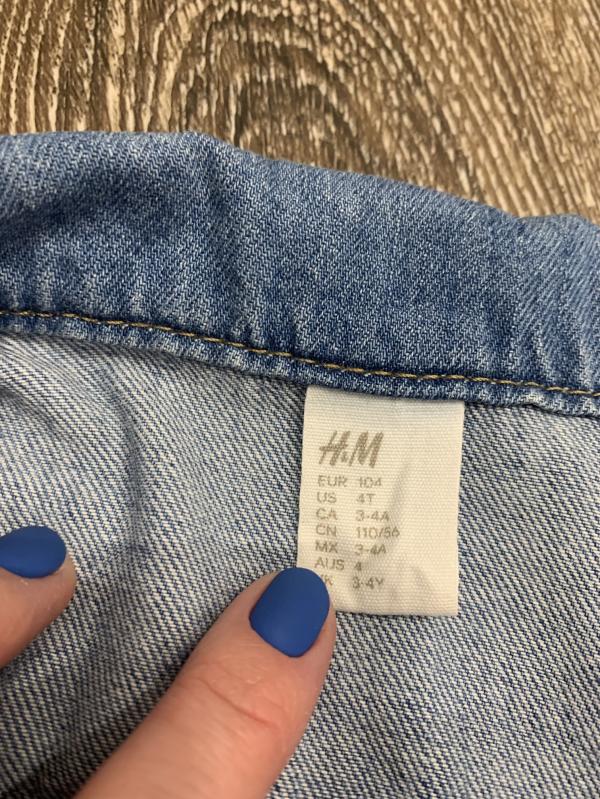 H&M
EUR 104
US 4T
CA 3-4A
CN 110/56
MX 3-4A
AUS 4
K 3-4Y